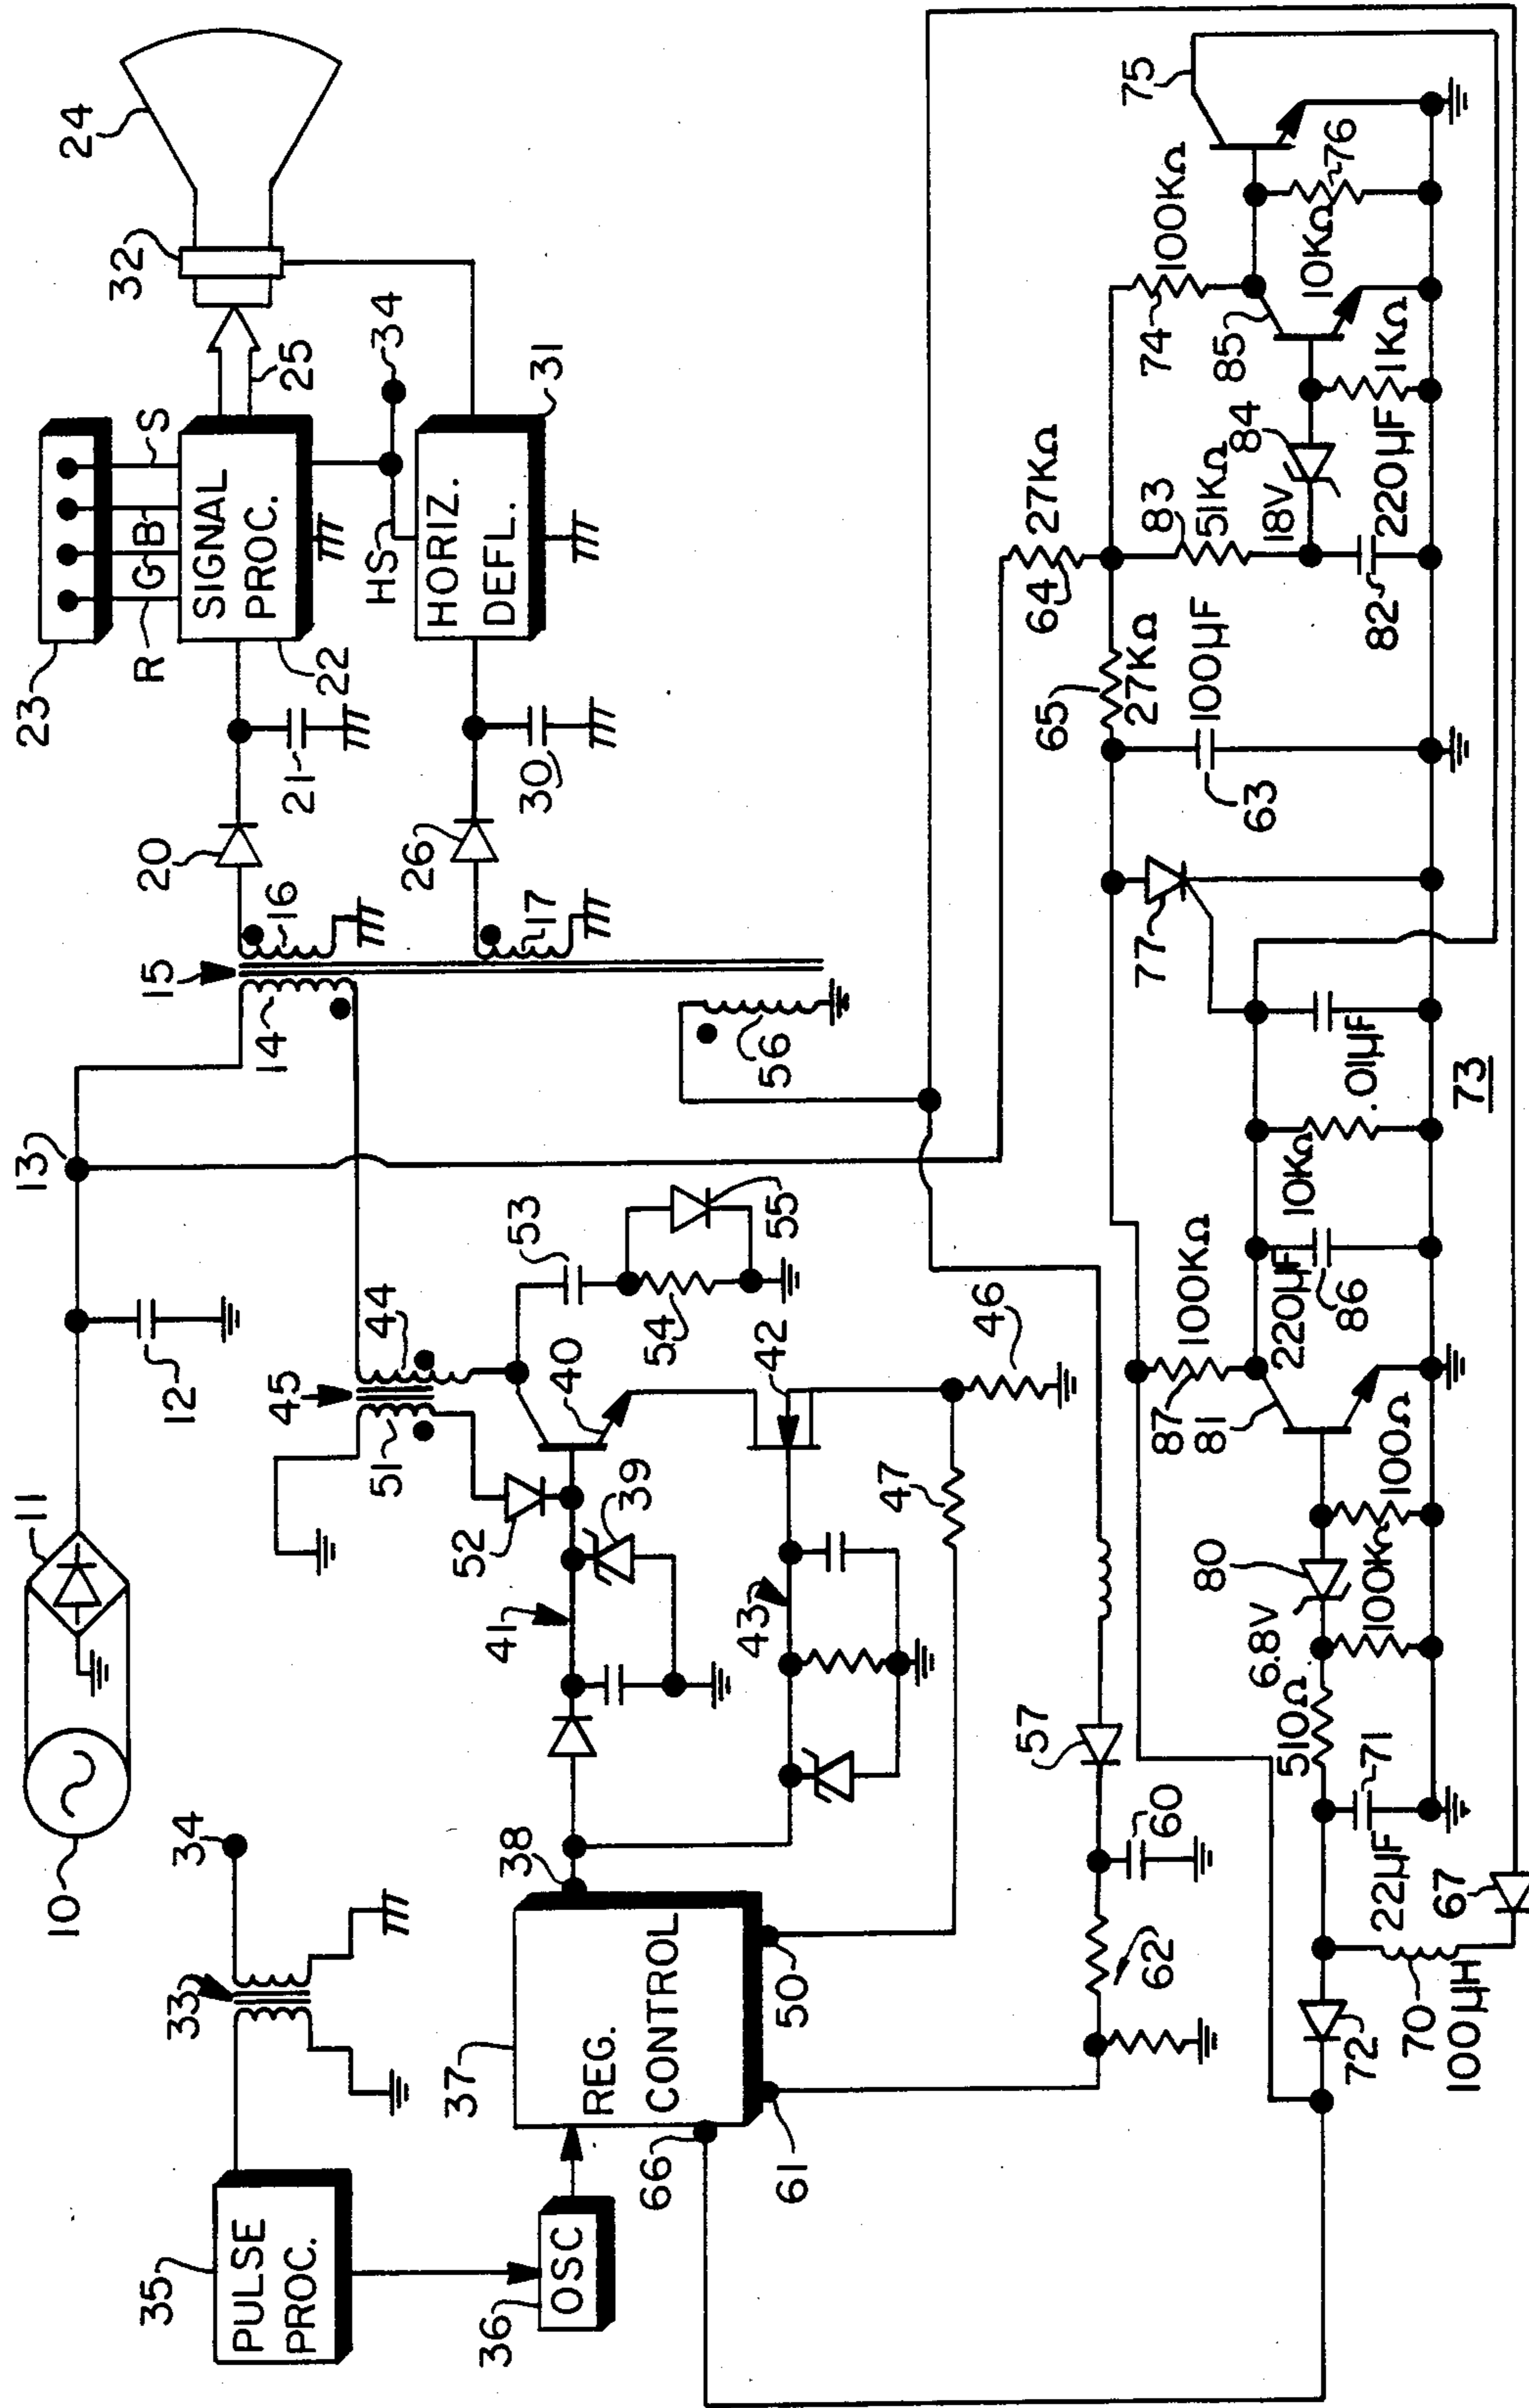 23
R
G
B
S
SIGNAL
PROC.
22
25
24
32
HS
34
HORIZ.
DEFL.
31
20
21
26
30
15
16
17
14
56
13
11
10
12
45
44
51
52
53
54
55
40
41
39
42
43
46
47
34
33
35
PULSE
PROC.
36
OSC
37
REG.
CONTROL
38
66
61
50
62
60
57
64
27KΩ
65
27KΩ
100µF
63
83
51KΩ
18V
84
82
220µF
1KΩ
85
74
100KΩ
10KΩ
76
75
77
.01µF
10KΩ
220µF
86
100KΩ
87
81
100Ω
80
6.8V
100K
510Ω
71
22µF
72
70
100µH
67
73